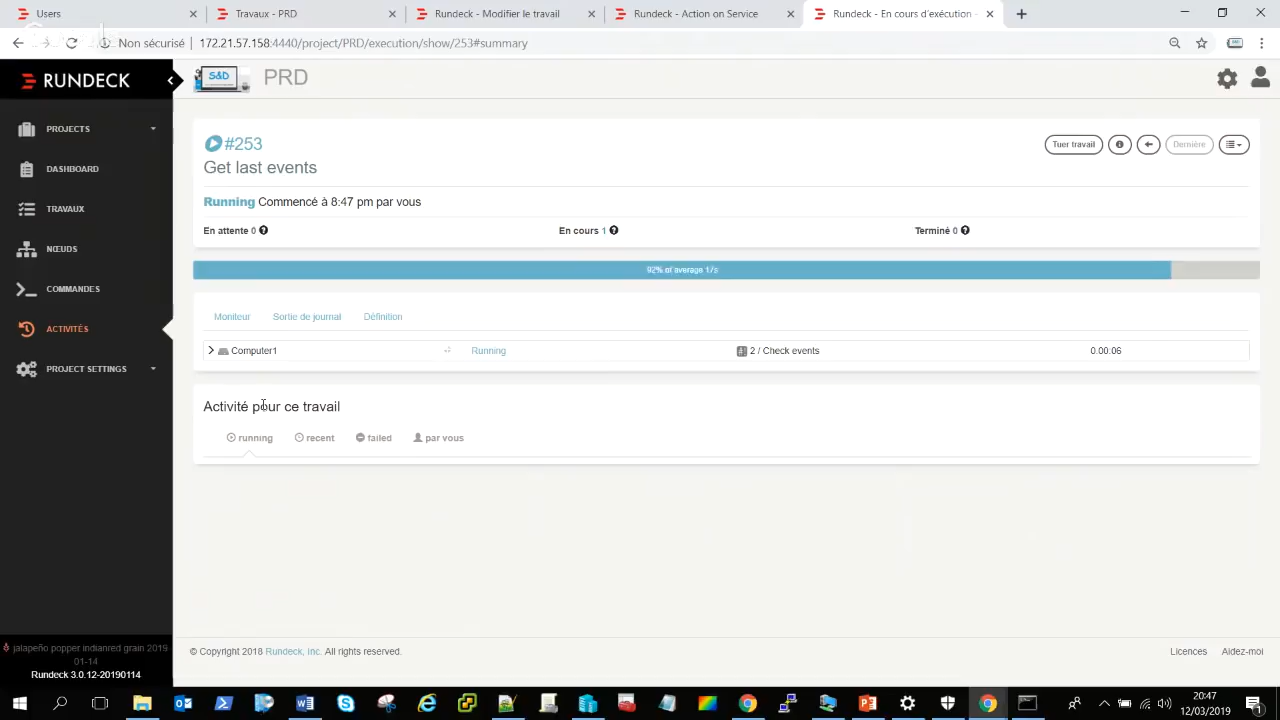 Users
Rundeck - Modifier le travail
Rundeck - Action service
Rundeck - En cours d'exécution -
Non sécurisé 172.21.57.158:4440/project/PRD/execution/show/253#summary
RUNDECK
S&D
PRD
PROJECTS
DASHBOARD
TRAVAUX
NŒUDS
COMMANDES
ACTIVITÉS
PROJECT SETTINGS
#253
Tuer travail
Dernière
Get last events
Running Commencé à 8:47 pm par vous
En attente 0
En cours 1
Terminé 0
92% of average 17s
Moniteur
Sortie de journal
Définition
Computer1
Running
2 / Check events
0.00.06
Activité pour ce travail
running
recent
failed
par vous
jalapeño popper indianred grain 2019
01-14
Rundeck 3.0.12-20190114
© Copyright 2018 Rundeck, Inc. All rights reserved.
Licences
Aidez-moi
20:47
12/03/2019